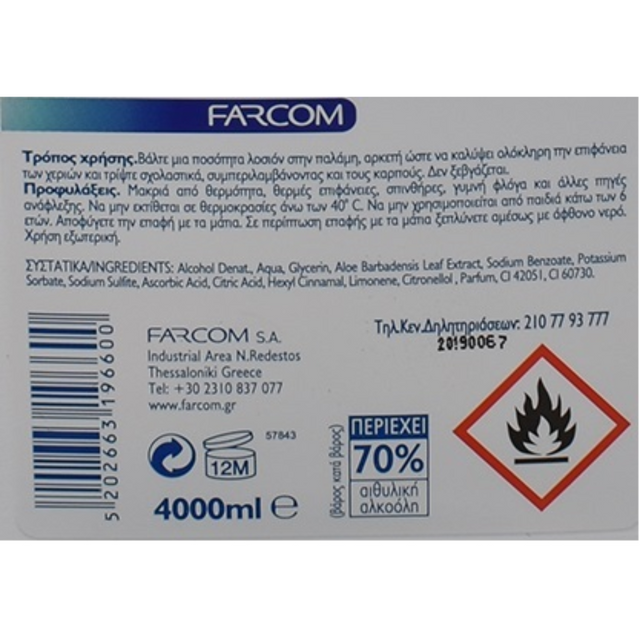 FARCOM
Τρόπος χρήσης. Βάλτε μια ποσότητα λοσιόν στην παλάμη, αρκετή ώστε να καλύψει ολόκληρη την επιφάνεια
των χεριών και τρίψτε σχολαστικά, συμπεριλαμβάνοντας και τους καρπούς. Δεν ξεβγάζεται.
Προφυλάξεις. Μακριά από θερμότητα, θερμές επιφάνειες, σπινθήρες, γυμνή φλόγα και άλλες πηγές
ανάφλεξης. Να μην εκτίθεται σε θερμοκρασίες άνω των 40° C. Να μην χρησιμοποιείται από παιδιά κάτω των 6
ετών. Αποφύγετε την επαφή με τα μάτια. Σε περίπτωση επαφής με τα μάτια ξεπλύνετε αμέσως με άφθονο νερό.
Χρήση εξωτερική.
ΣΥΣΤΑΤΙΚΑ/INGREDIENTS: Alcohol Denat., Aqua, Glycerin, Aloe Barbadensis Leaf Extract, Sodium Benzoate, Potassium
Sorbate, Sodium Sulfite, Ascorbic Acid, Citric Acid, Hexyl Cinnamal, Limonene, Citronellol, Parfum, CI 42051, CI 60730.
FARCOM S.A.
Industrial Area N.Redestos
Thessaloniki Greece
Tel: +30 2310 837 077
www.farcom.gr
Τηλ.Κεν.Δηλητηριάσεων: 210 77 93 777
20190067
5 202663 196600
57843
12M
4000ml e
(βάρος κατά βάρος)
ΠΕΡΙΕΧΕΙ
70%
αιθυλική
αλκοόλη